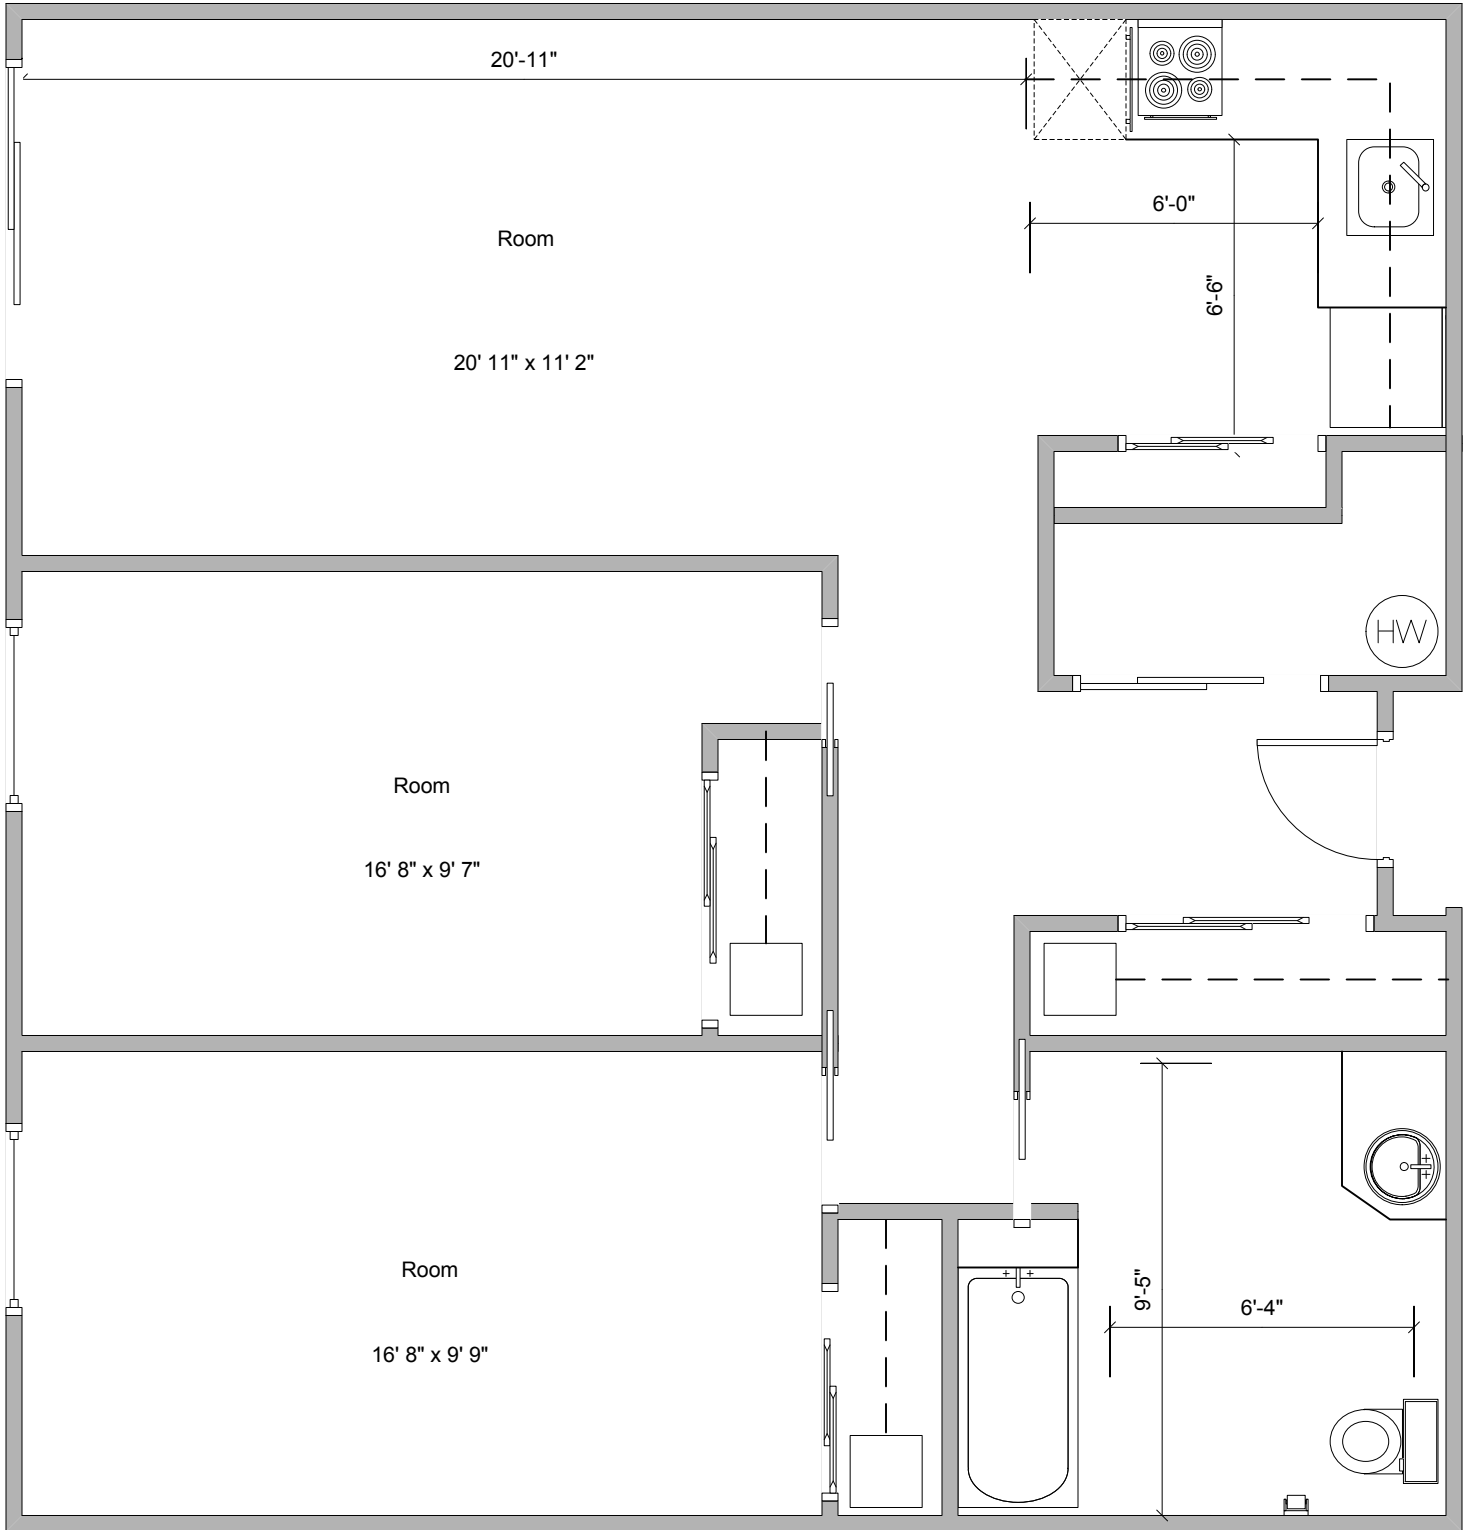 20'-11"
6'-0"
Room
6'-6"
20' 11" x 11' 2"
HW
Room
16' 8" x 9' 7"
Room
9'-5"
6'-4"
16' 8" x 9' 9"